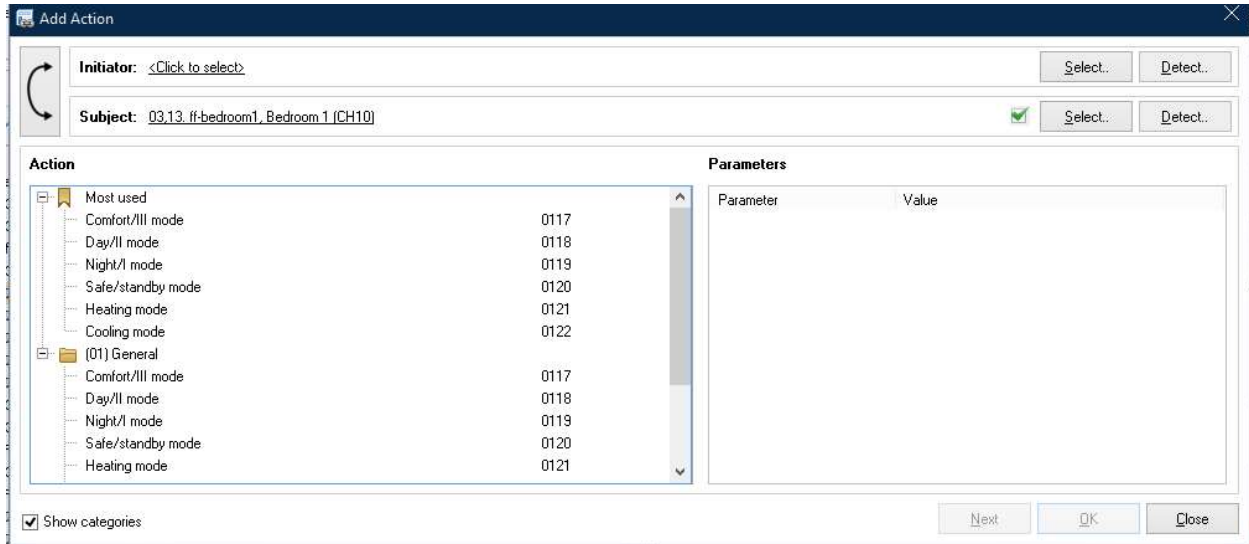 Add Action
Initiator: <Click to select> Select.. Detect..
Subject: 03,13. ff-bedroom1, Bedroom 1 (CH10) Select.. Detect..
Action Parameters
Parameter Value
Most used
Comfort/III mode 0117
Day/II mode 0118
Night/I mode 0119
Safe/standby mode 0120
Heating mode 0121
Cooling mode 0122
(01) General
Comfort/III mode 0117
Day/II mode 0118
Night/I mode 0119
Safe/standby mode 0120
Heating mode 0121
Show categories Next OK Close